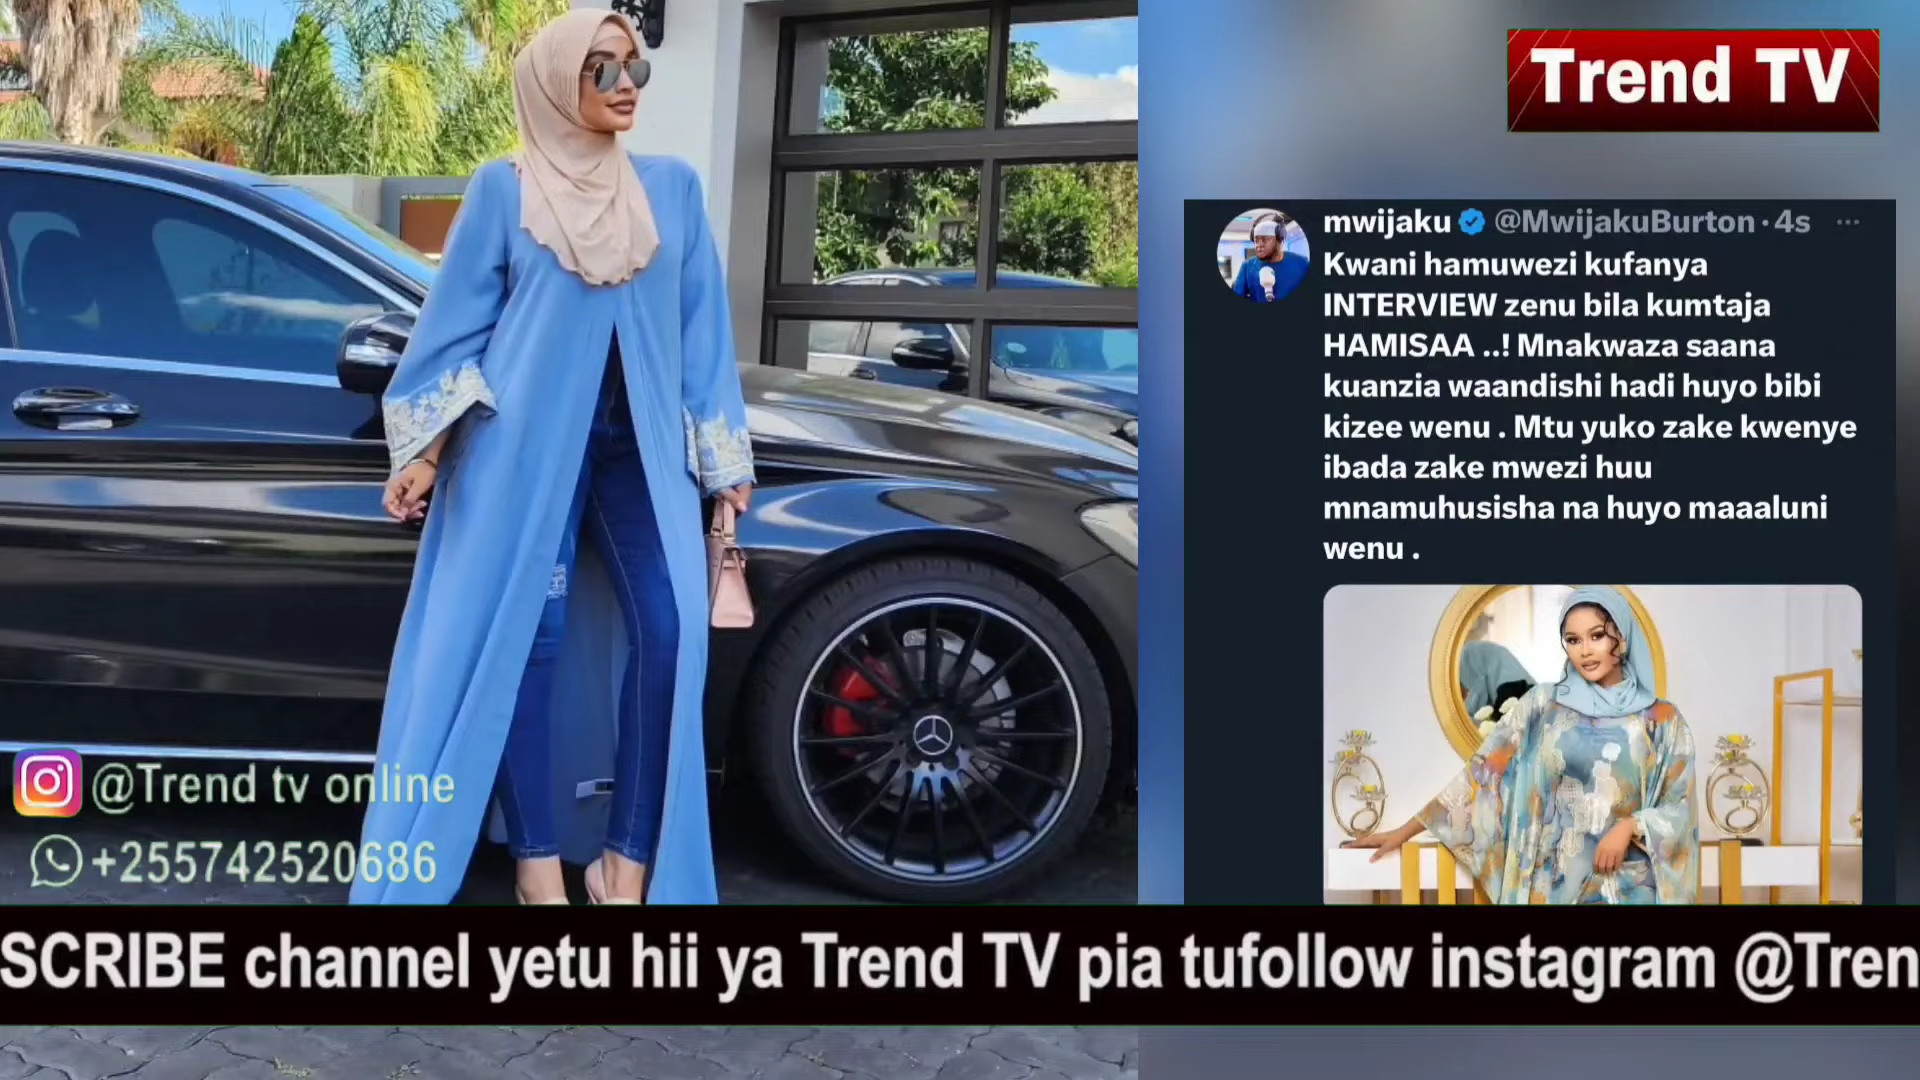 Trend TV
mwijaku @MwijakuBurton · 4s ...
Kwani hamuwezi kufanya
INTERVIEW zenu bila kumtaja
HAMISAA ..! Mnakwaza saana
kuanzia waandishi hadi huyo bibi
kizee wenu . Mtu yuko zake kwenye
ibada zake mwezi huu
mnamuhusisha na huyo maaaluni
wenu .
@Trend tv online
+255742520686
SCRIBE channel yetu hii ya Trend TV pia tufollow instagram @Tren